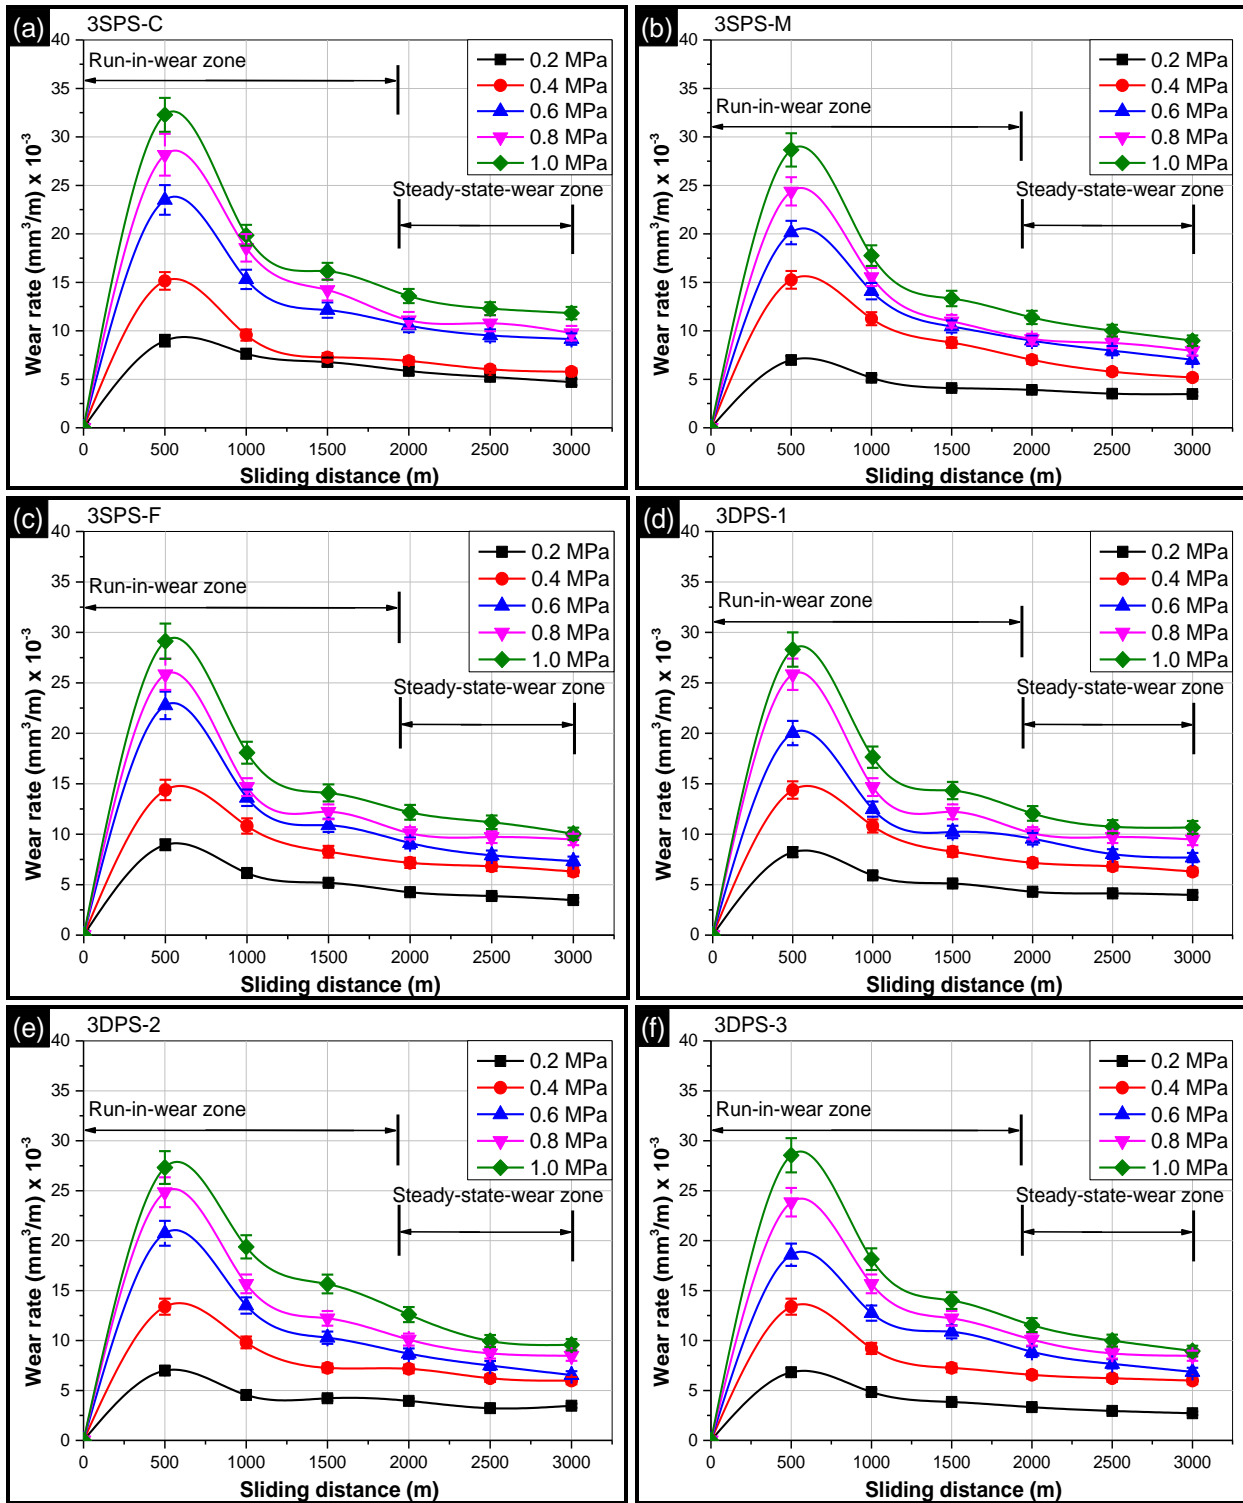 (a) 3SPS-C
40
35
30
25
20
15
10
5
0
Wear rate (mm³/m) x 10⁻³
Run-in-wear zone
Steady-state-wear zone
0.2 MPa
0.4 MPa
0.6 MPa
0.8 MPa
1.0 MPa
0 500 1000 1500 2000 2500 3000
Sliding distance (m)
(b) 3SPS-M
40
35
30
25
20
15
10
5
0
Wear rate (mm³/m) x 10⁻³
Run-in-wear zone
Steady-state-wear zone
0.2 MPa
0.4 MPa
0.6 MPa
0.8 MPa
1.0 MPa
0 500 1000 1500 2000 2500 3000
Sliding distance (m)
(c) 3SPS-F
40
35
30
25
20
15
10
5
0
Wear rate (mm³/m) x 10⁻³
Run-in-wear zone
Steady-state-wear zone
0.2 MPa
0.4 MPa
0.6 MPa
0.8 MPa
1.0 MPa
0 500 1000 1500 2000 2500 3000
Sliding distance (m)
(d) 3DPS-1
40
35
30
25
20
15
10
5
0
Wear rate (mm³/m) x 10⁻³
Run-in-wear zone
Steady-state-wear zone
0.2 MPa
0.4 MPa
0.6 MPa
0.8 MPa
1.0 MPa
0 500 1000 1500 2000 2500 3000
Sliding distance (m)
(e) 3DPS-2
40
35
30
25
20
15
10
5
0
Wear rate (mm³/m) x 10⁻³
Run-in-wear zone
Steady-state-wear zone
0.2 MPa
0.4 MPa
0.6 MPa
0.8 MPa
1.0 MPa
0 500 1000 1500 2000 2500 3000
Sliding distance (m)
(f) 3DPS-3
40
35
30
25
20
15
10
5
0
Wear rate (mm³/m) x 10⁻³
Run-in-wear zone
Steady-state-wear zone
0.2 MPa
0.4 MPa
0.6 MPa
0.8 MPa
1.0 MPa
0 500 1000 1500 2000 2500 3000
Sliding distance (m)